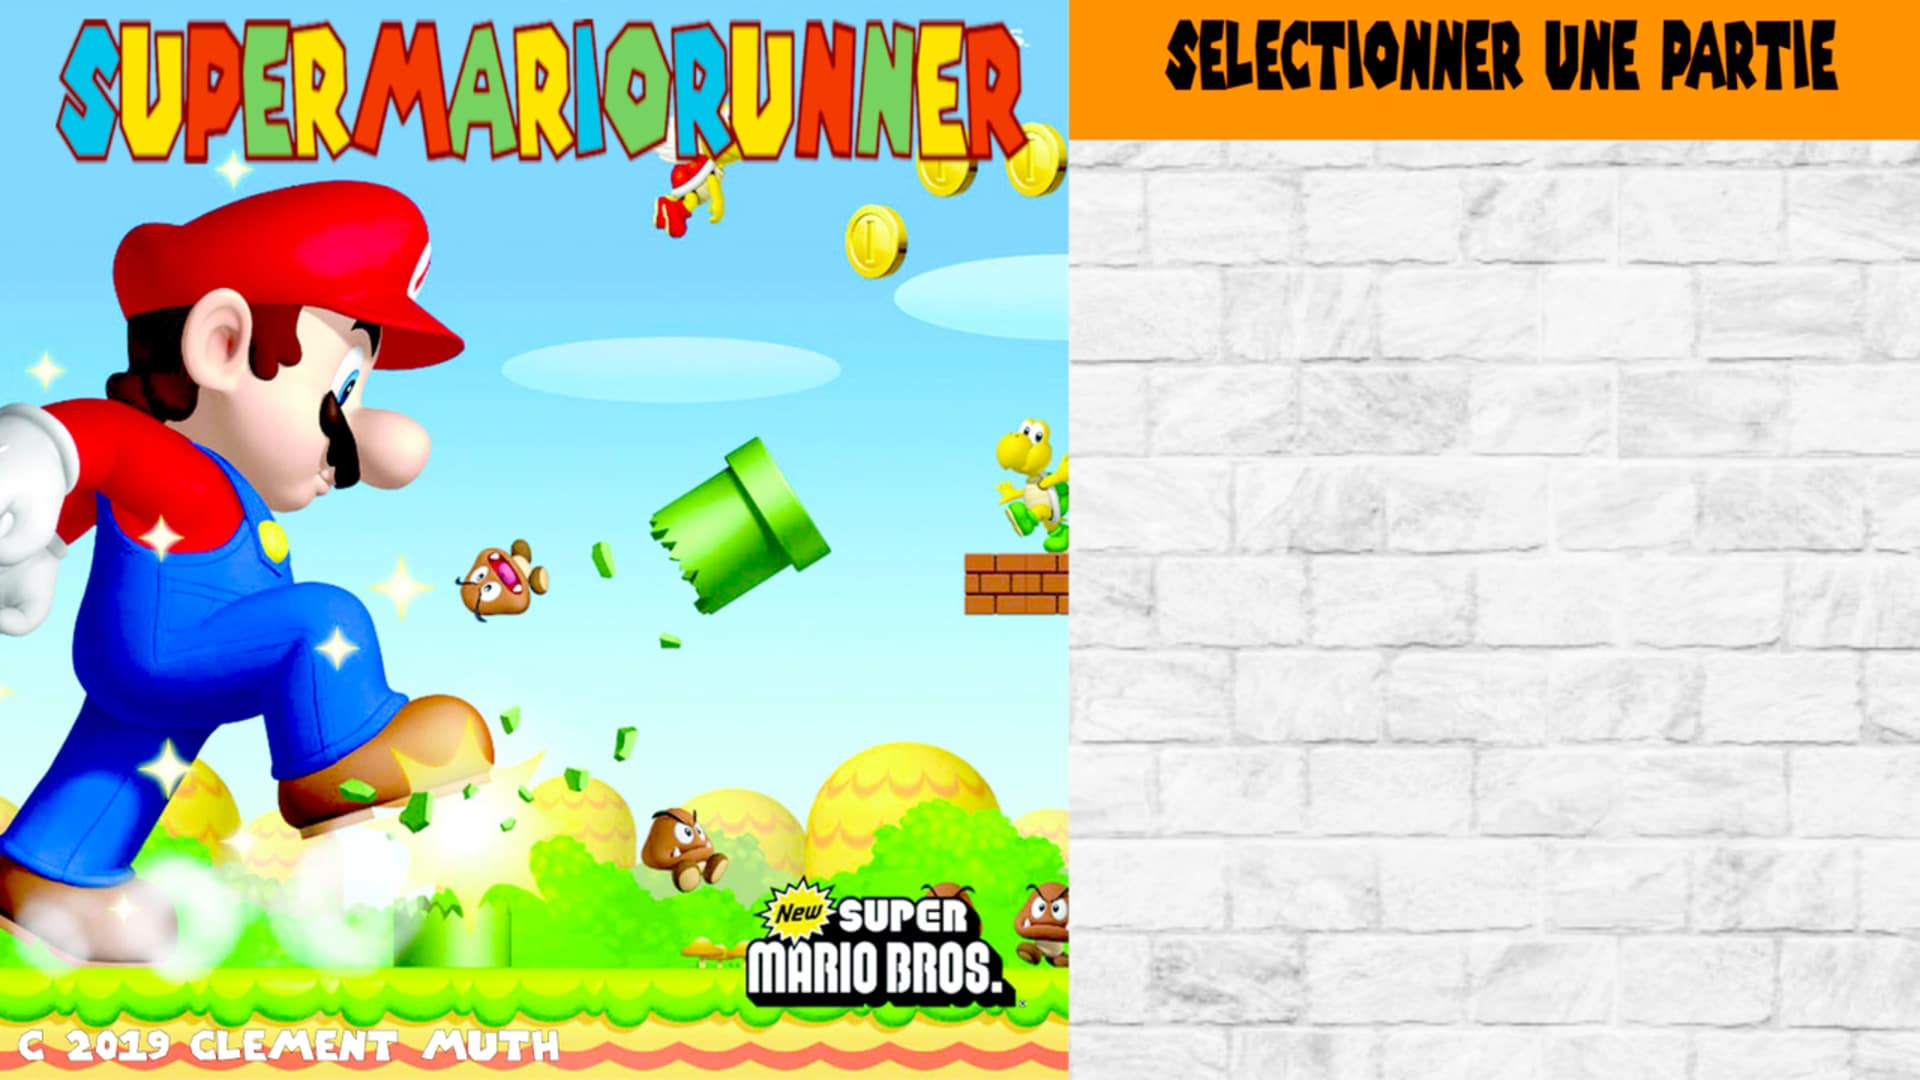 SUPERMARIORUNNER
SELECTIONNER UNE PARTIE
New SUPER
MARIO BROS.
C 2019 CLEMENT MUTH